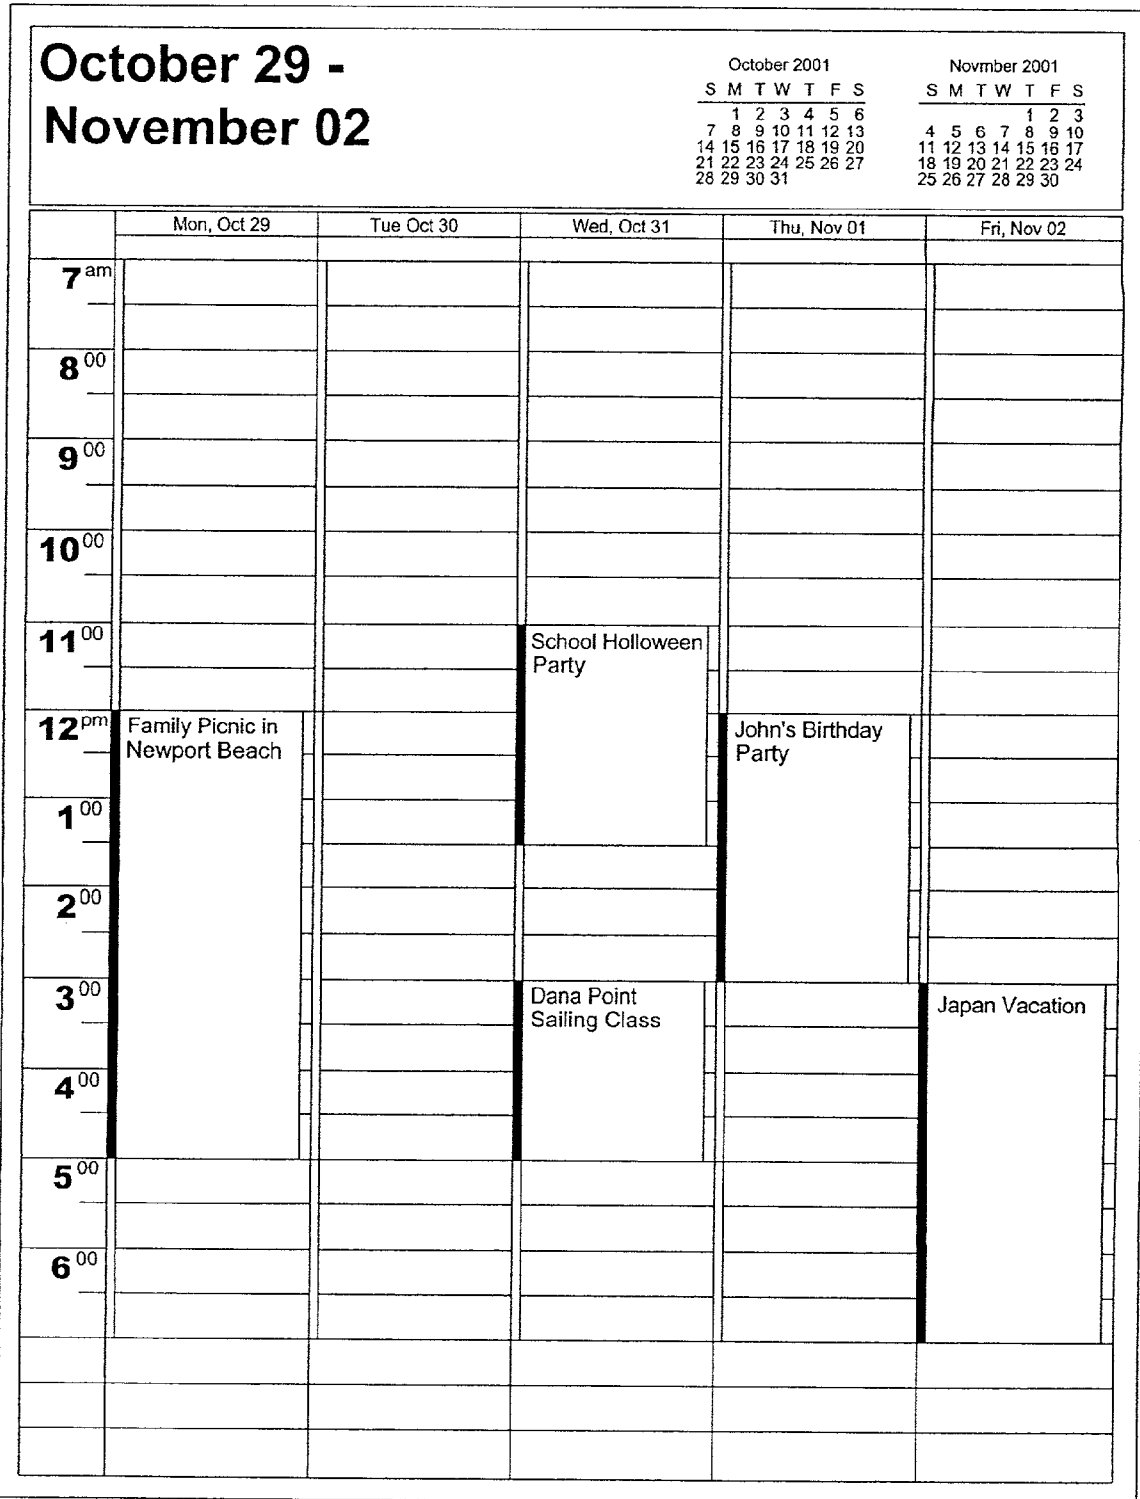 October 29 -
November 02
October 2001
S M T W T F S
1 2 3 4 5 6
7 8 9 10 11 12 13
14 15 16 17 18 19 20
21 22 23 24 25 26 27
28 29 30 31
Novmber 2001
S M T W T F S
1 2 3
4 5 6 7 8 9 10
11 12 13 14 15 16 17
18 19 20 21 22 23 24
25 26 27 28 29 30
Mon, Oct 29
Tue Oct 30
Wed, Oct 31
Thu, Nov 01
Fri, Nov 02
7 am
8 00
9 00
10 00
11 00
School Holloween
Party
12 pm
Family Picnic in
Newport Beach
John's Birthday
Party
1 00
2 00
3 00
Dana Point
Sailing Class
Japan Vacation
4 00
5 00
6 00